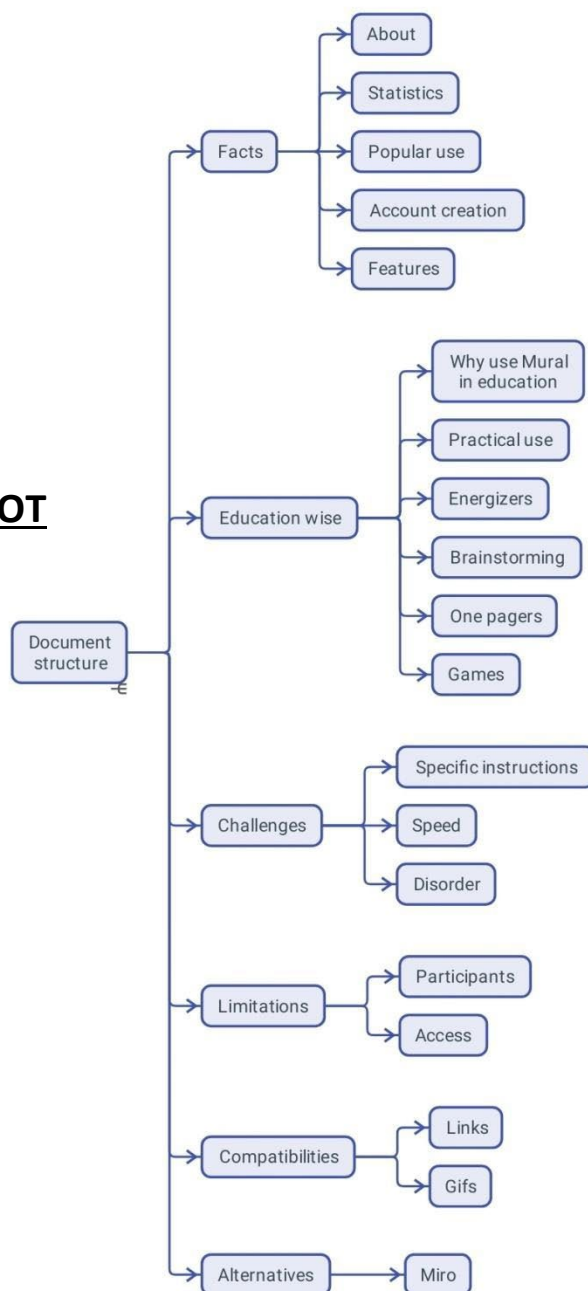 About
Statistics
Facts
Popular use
Account creation
Features
Why use Mural
in education
Practical use
Energizers
OT
Education wise
Brainstorming
One pagers
Games
Document
structure
Specific instructions
Challenges
Speed
Disorder
Participants
Limitations
Access
Links
Compatibilities
Gifs
Alternatives
Miro